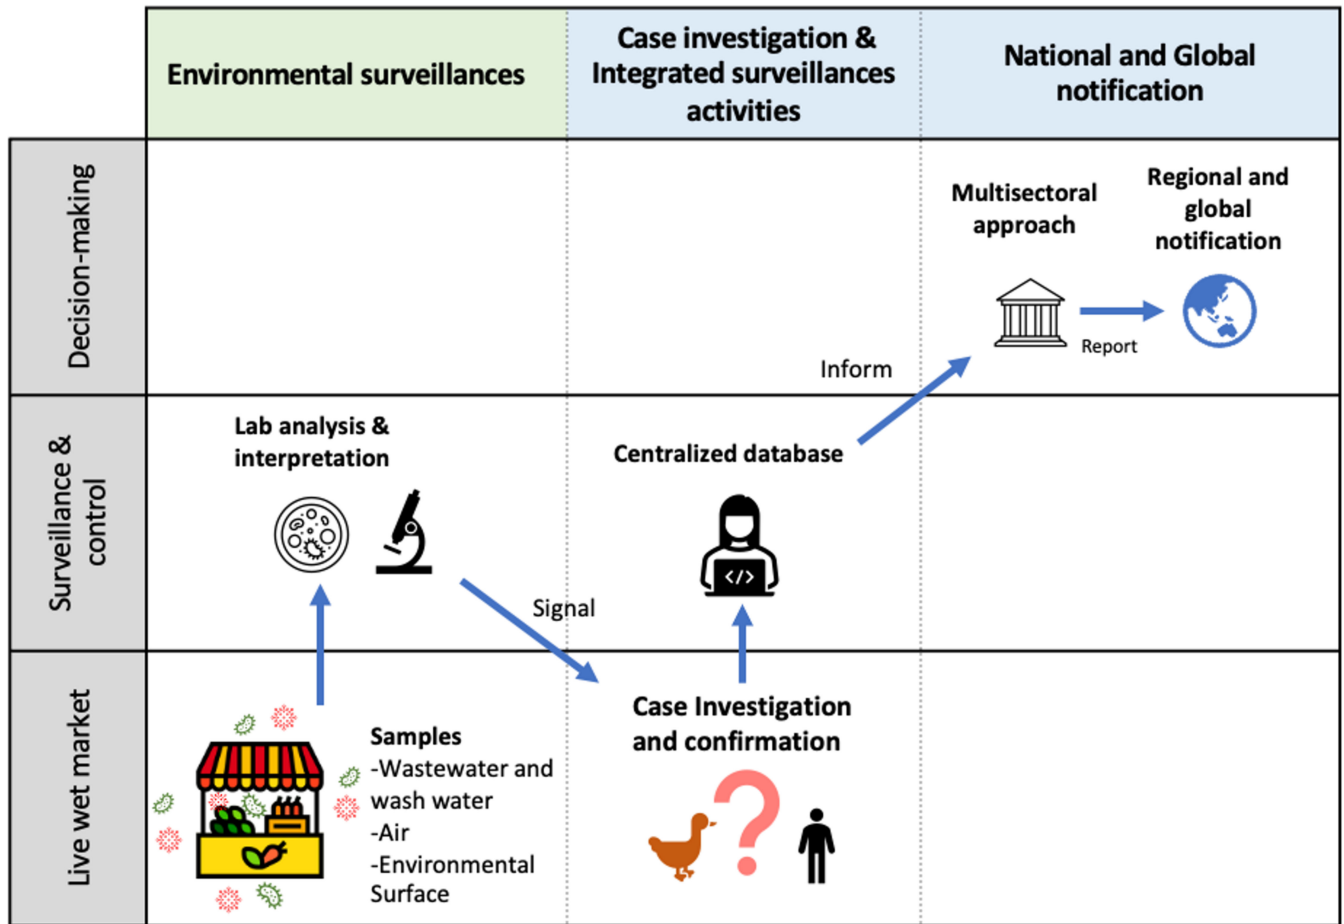 Environmental surveillances
Case investigation &
Integrated surveillances
activities
National and Global
notification
Decision-making
Multisectoral
approach
Regional and
global
notification
Report
Inform
Surveillance &
control
Lab analysis &
interpretation
Centralized database
</>
Signal
Live wet market
Samples
-Wastewater and
wash water
-Air
-Environmental
Surface
Case Investigation
and confirmation
?